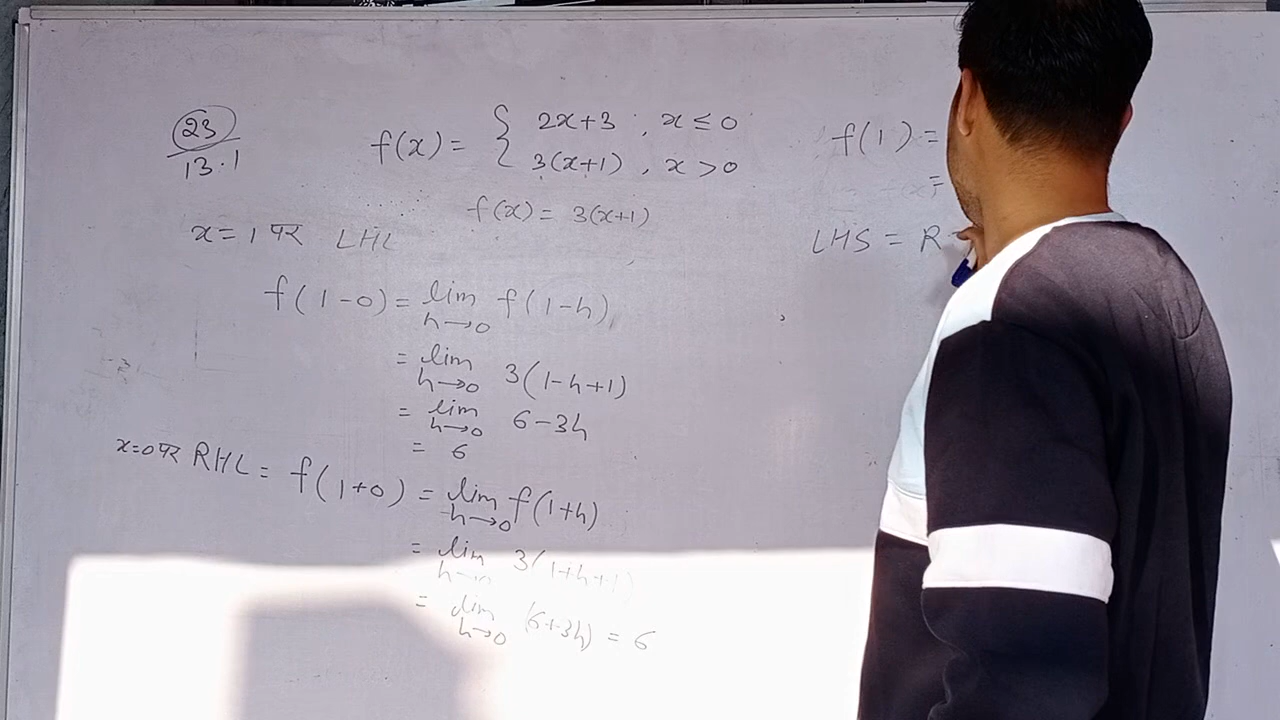 23
13.1
f(x) = { 2x+3 , x ≤ 0
3(x+1) , x > 0
f(x) = 3(x+1)
x=1 पर LHL
f(1-0) = lim h→0 f(1-h)
= lim h→0 3(1-h+1)
= lim h→0 6-3h
= 6
x=0 पर RHL = f(1+0) = lim h→0 f(1+h)
= lim h→0 3(1+h+1)
= lim h→0 (6+3h) = 6
f(1) =
=
LHS = R